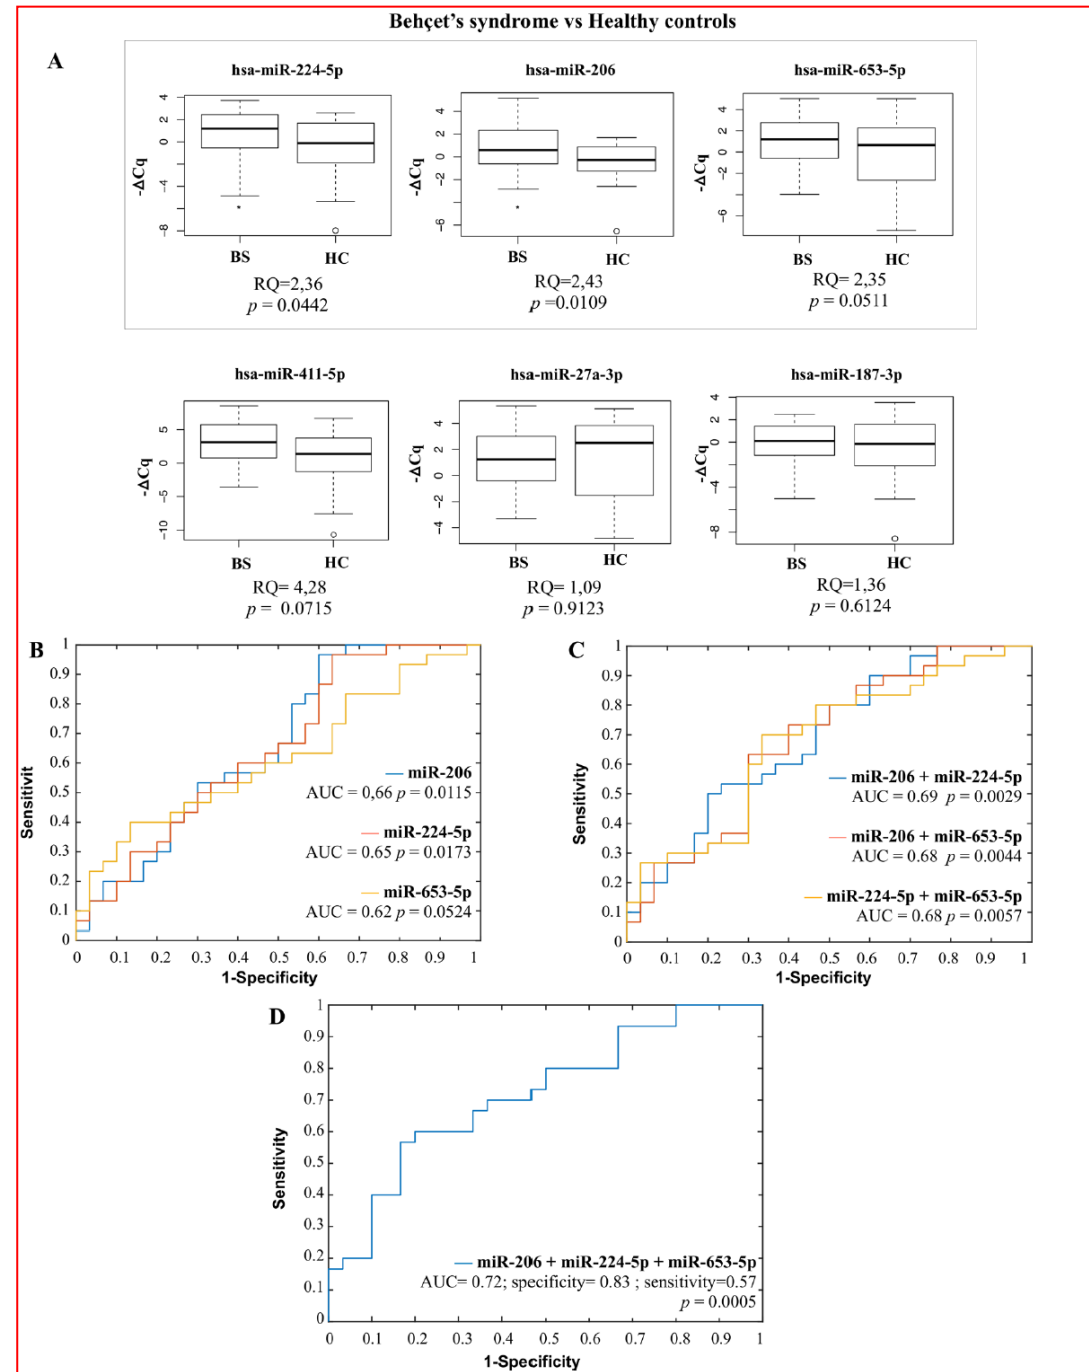 Behçet's syndrome vs Healthy controls
A
hsa-miR-224-5p
hsa-miR-206
hsa-miR-653-5p
-ΔCq
4
0
-4
-8
-ΔCq
4
2
0
-2
-6
-ΔCq
4
2
0
-2
-6
BS HC
BS HC
BS HC
RQ=2,36
p = 0.0442
RQ=2,43
p =0.0109
RQ= 2,35
p = 0.0511
hsa-miR-411-5p
hsa-miR-27a-3p
hsa-miR-187-3p
-ΔCq
5
0
-5
-10
-ΔCq
4
2
0
-2
-4
-ΔCq
4
2
0
-4
-8
BS HC
BS HC
BS HC
RQ= 4,28
p = 0.0715
RQ= 1,09
p = 0.9123
RQ=1,36
p = 0.6124
B
Sensitivit
1
0.9
0.8
0.7
0.6
0.5
0.4
0.3
0.2
0.1
0
miR-206
AUC = 0,66 p = 0.0115
miR-224-5p
AUC = 0.65 p = 0.0173
miR-653-5p
AUC = 0.62 p = 0.0524
0 0.1 0.2 0.3 0.4 0.5 0.6 0.7 0.8 0.9 1
1-Specificity
C
Sensitivity
1
0.9
0.8
0.7
0.6
0.5
0.4
0.3
0.2
0.1
0
miR-206 + miR-224-5p
AUC = 0.69 p = 0.0029
miR-206 + miR-653-5p
AUC = 0.68 p = 0.0044
miR-224-5p + miR-653-5p
AUC = 0.68 p = 0.0057
0 0.1 0.2 0.3 0.4 0.5 0.6 0.7 0.8 0.9 1
1-Specificity
D
Sensitivity
1
0.9
0.8
0.7
0.6
0.5
0.4
0.3
0.2
0.1
0
miR-206 + miR-224-5p + miR-653-5p
AUC= 0.72; specificity= 0.83 ; sensitivity=0.57
p = 0.0005
0.1 0.2 0.3 0.4 0.5 0.6 0.7 0.8 0.9 1
1-Specificity